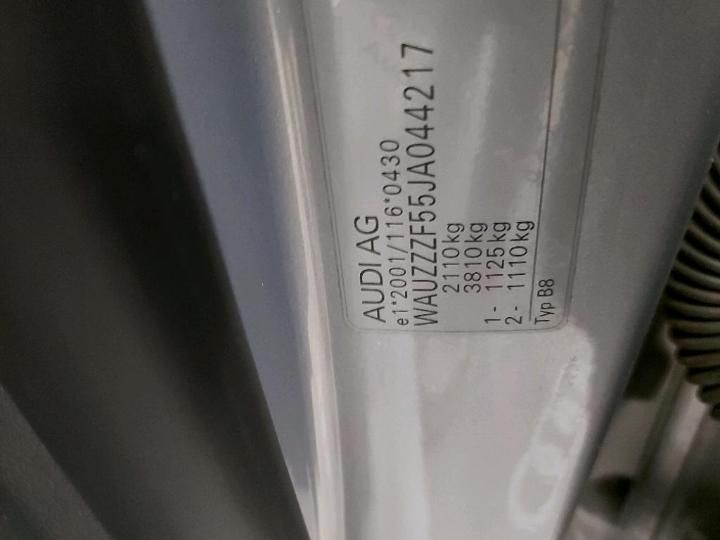 AUDI AG
e1*2001/116*0430
WAUZZZF55JA044217
2110kg
3810kg
1- 1125kg
2- 1110kg
Typ B8